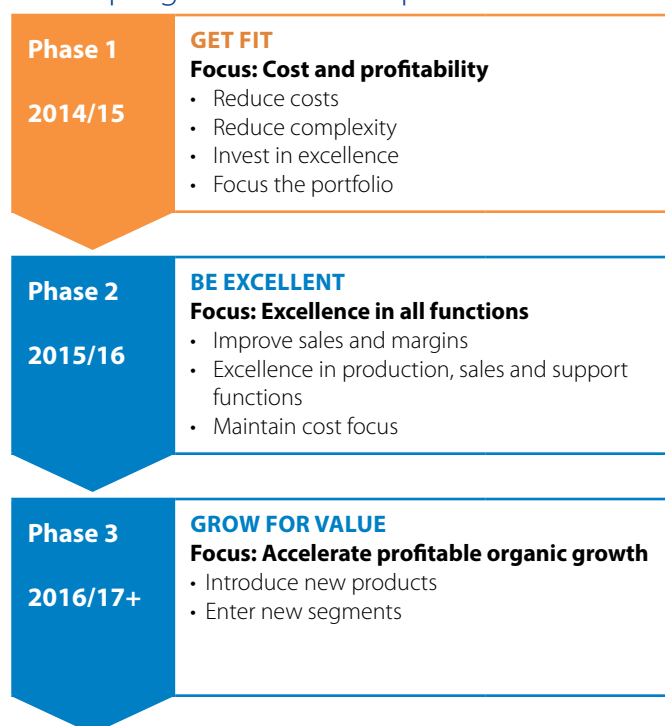 Phase 1
2014/15
GET FIT
Focus: Cost and profitability
• Reduce costs
• Reduce complexity
• Invest in excellence
• Focus the portfolio
Phase 2
2015/16
BE EXCELLENT
Focus: Excellence in all functions
• Improve sales and margins
• Excellence in production, sales and support
functions
• Maintain cost focus
Phase 3
2016/17+
GROW FOR VALUE
Focus: Accelerate profitable organic growth
• Introduce new products
• Enter new segments